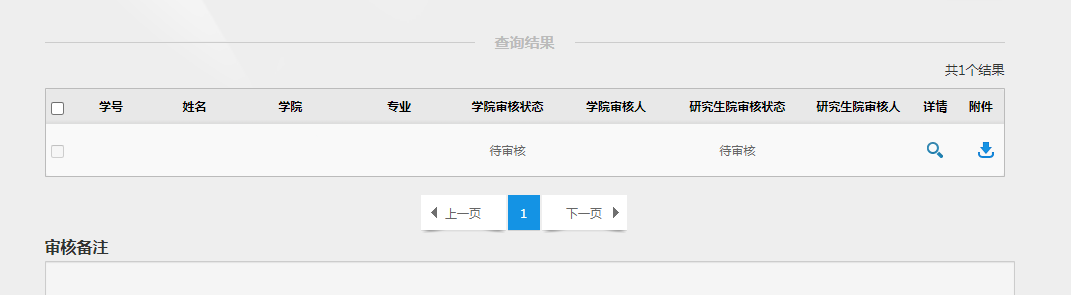 查询结果
共1个结果
学号 姓名 学院 专业 学院审核状态 学院审核人 研究生院审核状态 研究生院审核人 详情 附件
待审核 待审核
上一页 1 下一页
审核备注